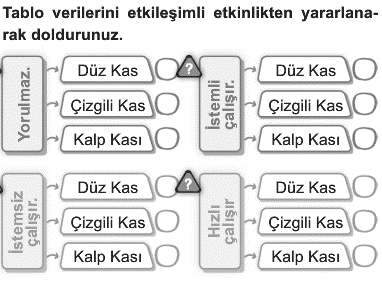 Tablo verilerini etkileşimli etkinlikten yararlana-
rak doldurunuz.
Yorulmaz.
Düz Kas
Çizgili Kas
Kalp Kası
?
İstemli
çalışır.
Düz Kas
Çizgili Kas
Kalp Kası
İstemsiz
çalışır.
Düz Kas
Çizgili Kas
Kalp Kası
?
Hızlı
çalışır
Düz Kas
Çizgili Kas
Kalp Kası